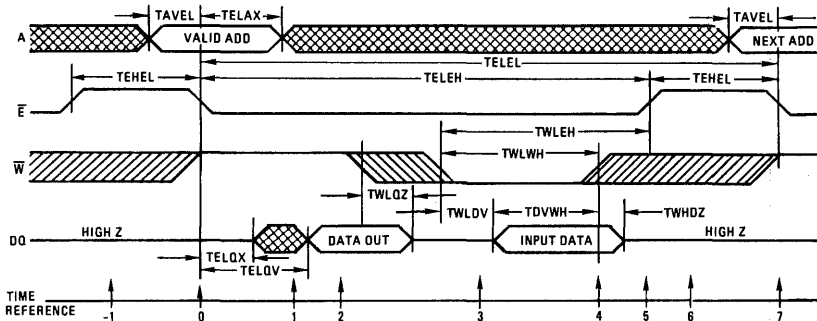 TAVEL TELAX TAVEL
A VALID ADD NEXT ADD
TELEL
TEHEL TELEH TEHEL
E
TWLEH
TWLWH
W
TWLQZ
TWLDV TDVWH TWHDZ
DQ HIGH Z DATA OUT INPUT DATA HIGH Z
TELQX
TELQV
TIME
REFERENCE -1 0 1 2 3 4 5 6 7